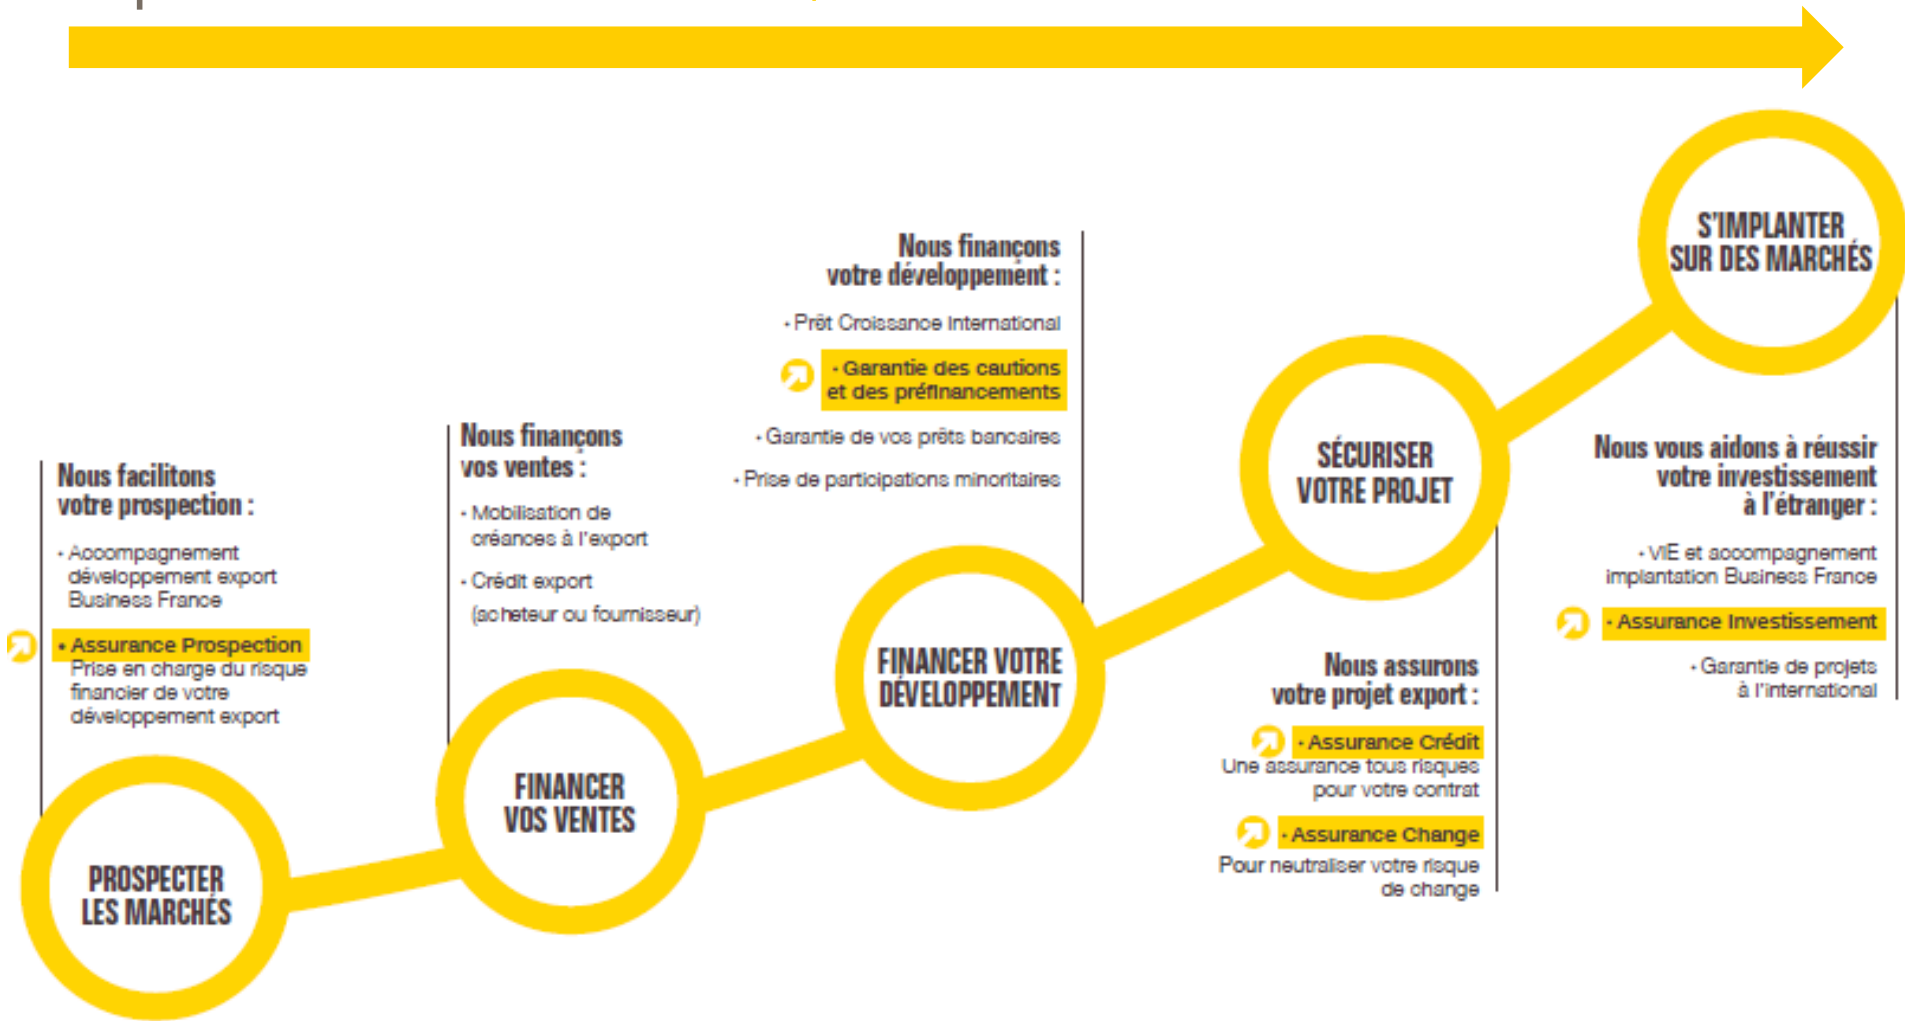 Nous facilitons
votre prospection :
• Accompagnement
développement export
Business France
• Assurance Prospection
Prise en charge du risque
financier de votre
développement export
PROSPECTER
LES MARCHÉS
Nous finançons
vos ventes :
• Mobilisation de
créances à l'export
• Crédit export
(acheteur ou fournisseur)
FINANCER
VOS VENTES
Nous finançons
votre développement :
• Prêt Croissance International
• Garantie des cautions
et des préfinancements
• Garantie de vos prêts bancaires
• Prise de participations minoritaires
FINANCER VOTRE
DÉVELOPPEMENT
SÉCURISER
VOTRE PROJET
Nous assurons
votre projet export :
• Assurance Crédit
Une assurance tous risques
pour votre contrat
• Assurance Change
Pour neutraliser votre risque
de change
S'IMPLANTER
SUR DES MARCHÉS
Nous vous aidons à réussir
votre investissement
à l'étranger :
• VIE et accompagnement
implantation Business France
• Assurance Investissement
• Garantie de projets
à l'international